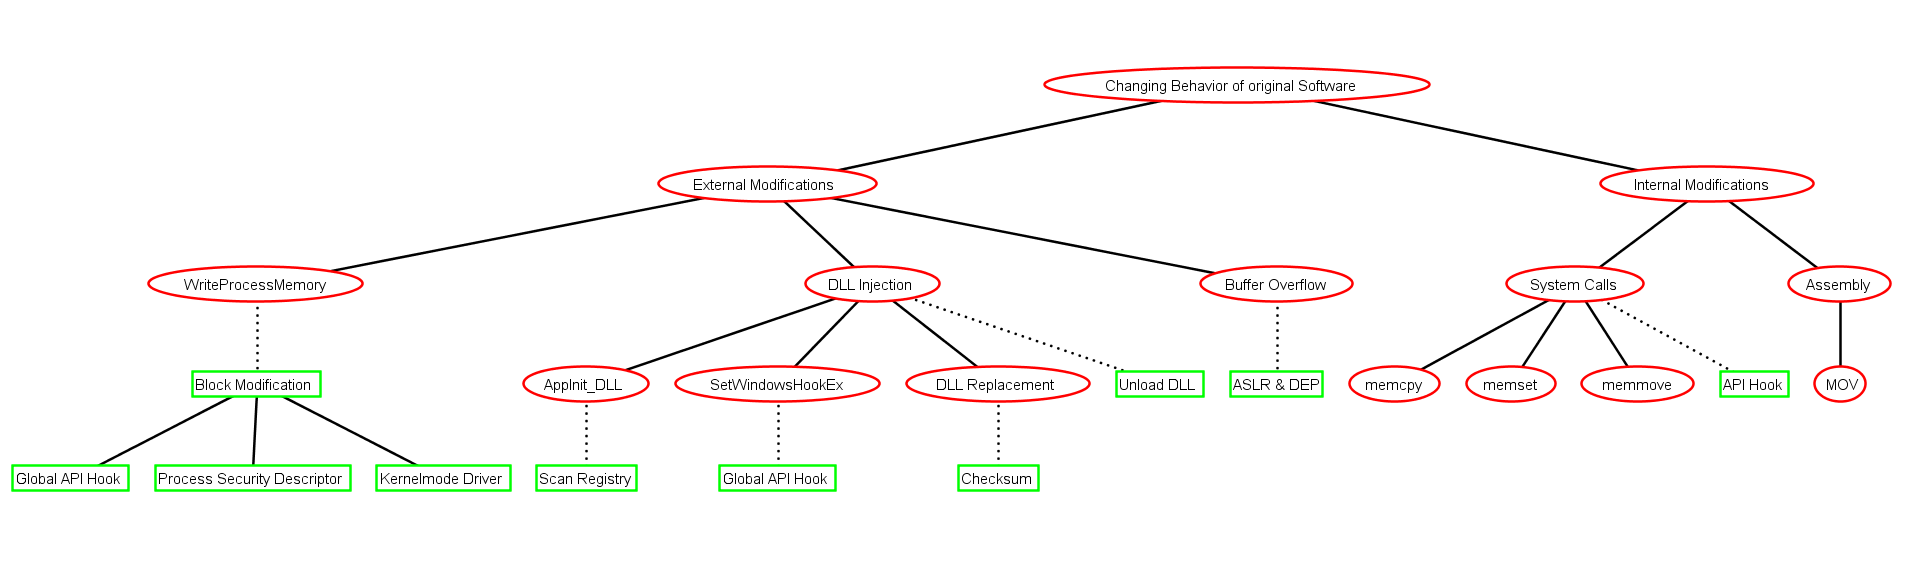 Changing Behavior of original Software
External Modifications
Internal Modifications
WriteProcessMemory
DLL Injection
Buffer Overflow
System Calls
Assembly
Block Modification
AppInit_DLL
SetWindowsHookEx
DLL Replacement
Unload DLL
ASLR & DEP
memcpy
memset
memmove
API Hook
MOV
Global API Hook
Process Security Descriptor
Kernelmode Driver
Scan Registry
Global API Hook
Checksum